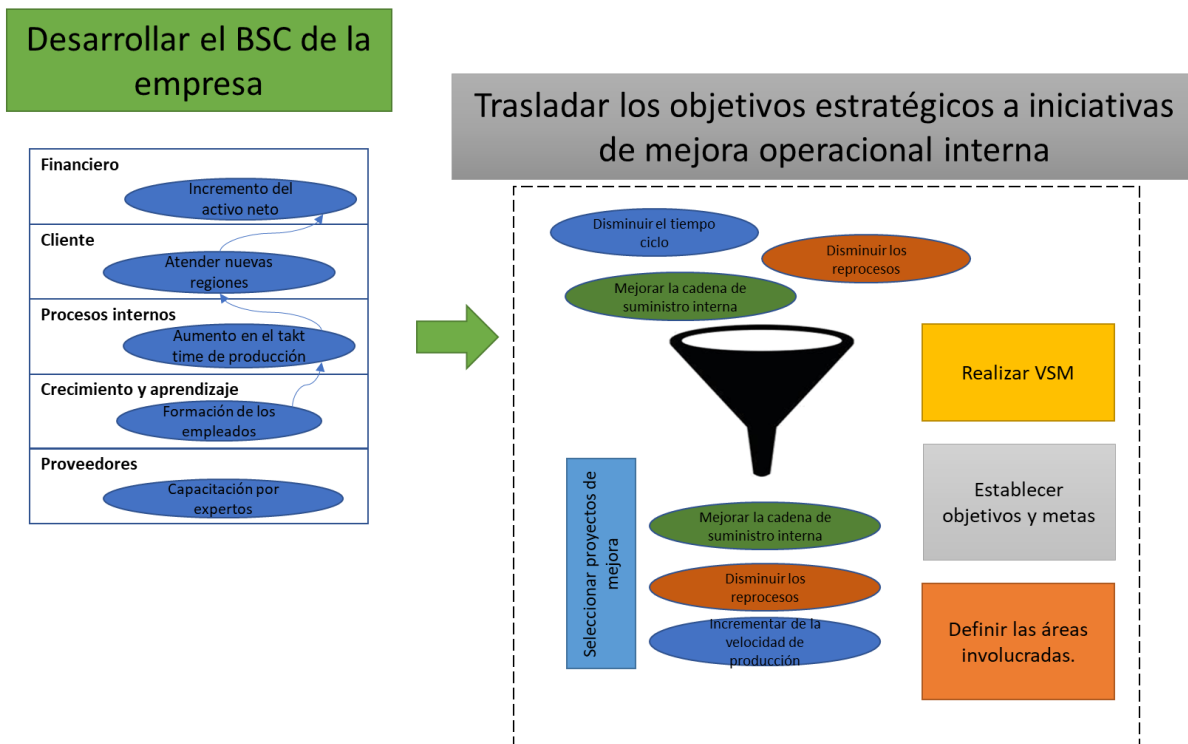 Desarrollar el BSC de la
empresa
Financiero
Incremento del
activo neto
Cliente
Atender nuevas
regiones
Procesos internos
Aumento en el takt
time de producción
Crecimiento y aprendizaje
Formación de los
empleados
Proveedores
Capacitación por
expertos
Trasladar los objetivos estratégicos a iniciativas
de mejora operacional interna
Disminuir el tiempo
ciclo
Disminuir los
reprocesos
Mejorar la cadena de
suministro interna
Seleccionar proyectos de
mejora
Mejorar la cadena de
suministro interna
Disminuir los
reprocesos
Incrementar de la
velocidad de
producción
Realizar VSM
Establecer
objetivos y metas
Definir las áreas
involucradas.